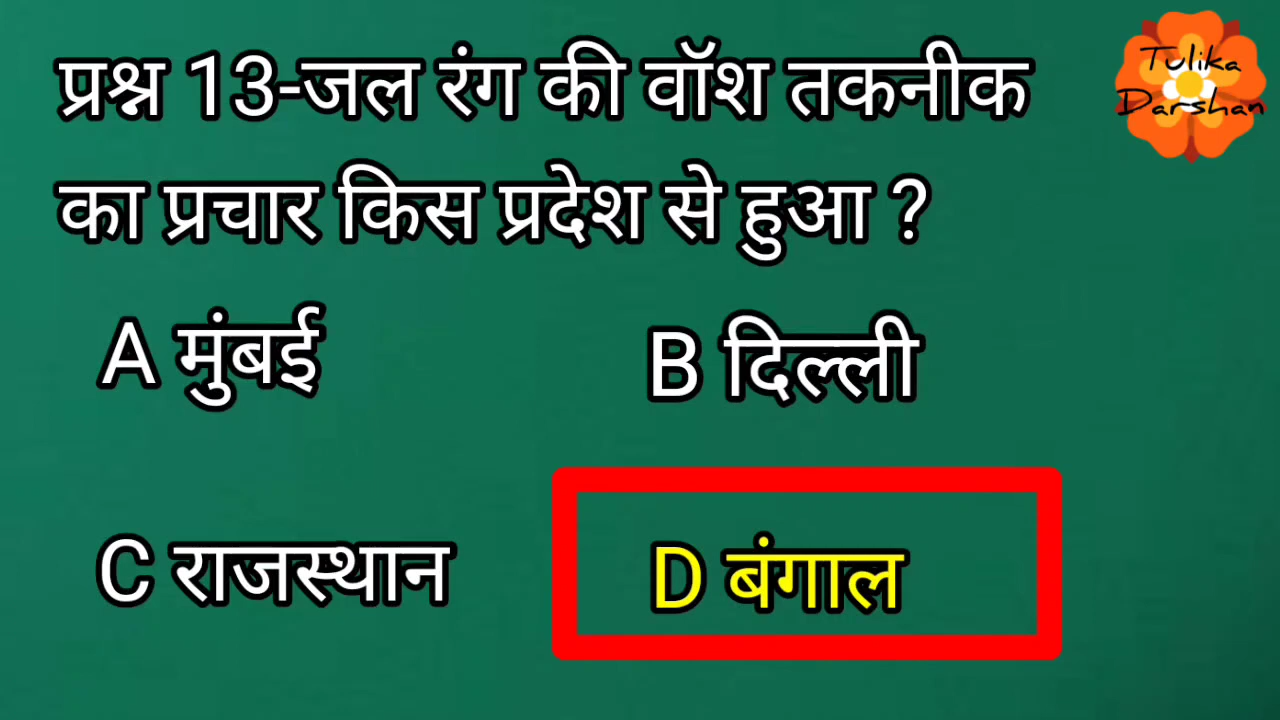 प्रश्न 13-जल रंग की वॉश तकनीक
का प्रचार किस प्रदेश से हुआ ?
A मुंबई
B दिल्ली
C राजस्थान
D बंगाल
Tulika
Darshan